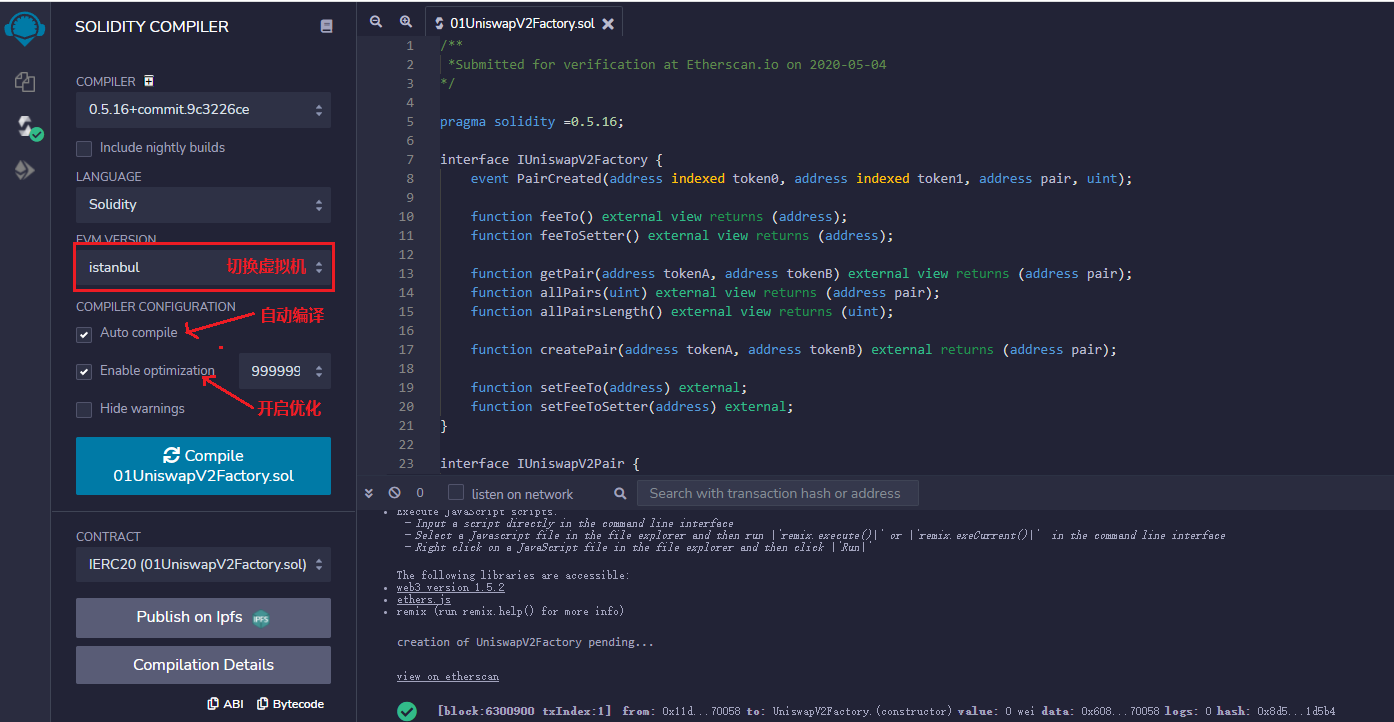 SOLIDITY COMPILER
COMPILER
0.5.16+commit.9c3226ce
Include nightly builds
LANGUAGE
Solidity
EVM VERSION
istanbul 切换虚拟机
COMPILER CONFIGURATION
自动编译
Auto compile
Enable optimization 999999
开启优化
Hide warnings
Compile
01UniswapV2Factory.sol
CONTRACT
IERC20 (01UniswapV2Factory.sol)
Publish on Ipfs IPFS
Compilation Details
ABI Bytecode
01UniswapV2Factory.sol
1 /**
2 *Submitted for verification at Etherscan.io on 2020-05-04
3 */
4
5 pragma solidity =0.5.16;
6
7 interface IUniswapV2Factory {
8 event PairCreated(address indexed token0, address indexed token1, address pair, uint);
9
10 function feeTo() external view returns (address);
11 function feeToSetter() external view returns (address);
12
13 function getPair(address tokenA, address tokenB) external view returns (address pair);
14 function allPairs(uint) external view returns (address pair);
15 function allPairsLength() external view returns (uint);
16
17 function createPair(address tokenA, address tokenB) external returns (address pair);
18
19 function setFeeTo(address) external;
20 function setFeeToSetter(address) external;
21 }
22
23 interface IUniswapV2Pair {
0 listen on network Search with transaction hash or address
• Execute JavaScript scripts:
- Input a script directly in the command line interface
- Select a Javascript file in the file explorer and then run |`remix.execute()|` or |`remix.exeCurrent()|` in the command line interface
- Right click on a JavaScript file in the file explorer and then click |`Run|`
The following libraries are accessible:
• web3 version 1.5.2
• ethers.js
• remix (run remix.help() for more info)
creation of UniswapV2Factory pending...
view on etherscan
[block:6300900 txIndex:1] from: 0x11d...70058 to: UniswapV2Factory.(constructor) value: 0 wei data: 0x608...70058 logs: 0 hash: 0x8d5...1d5b4